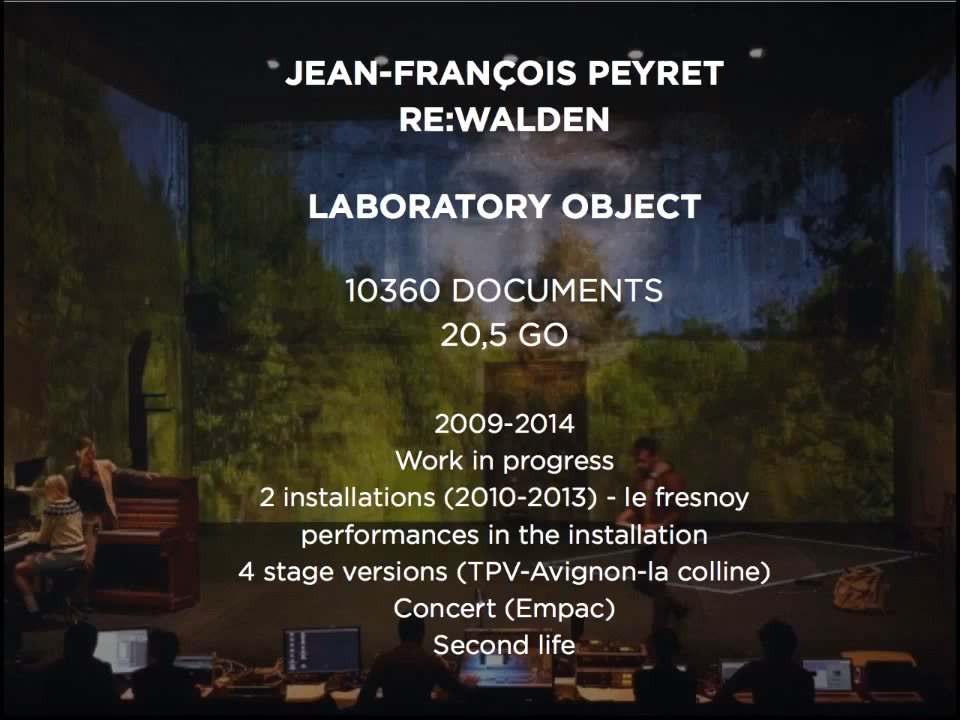 JEAN-FRANÇOIS PEYRET
RE:WALDEN
LABORATORY OBJECT
10360 DOCUMENTS
20,5 GO
2009-2014
Work in progress
2 installations (2010-2013) - le fresnoy
performances in the installation
4 stage versions (TPV-Avignon-la colline)
Concert (Empac)
Second life